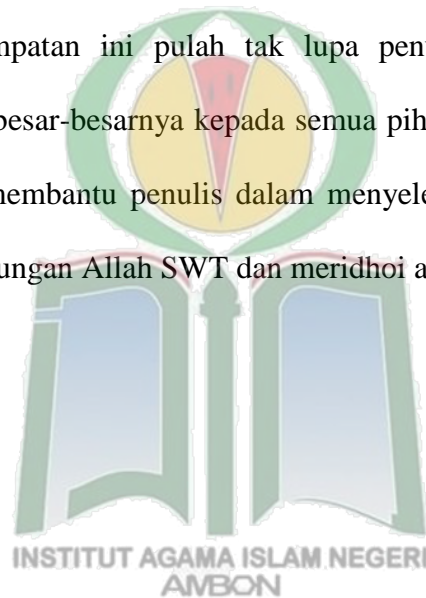 mpatan ini pulah tak lupa pen
besar-besarnya kepada semua pih
membantu penulis dalam menyele
ungan Allah SWT dan meridhoi a
INSTITUT AGAMA ISLAM NEGERI
AMBON